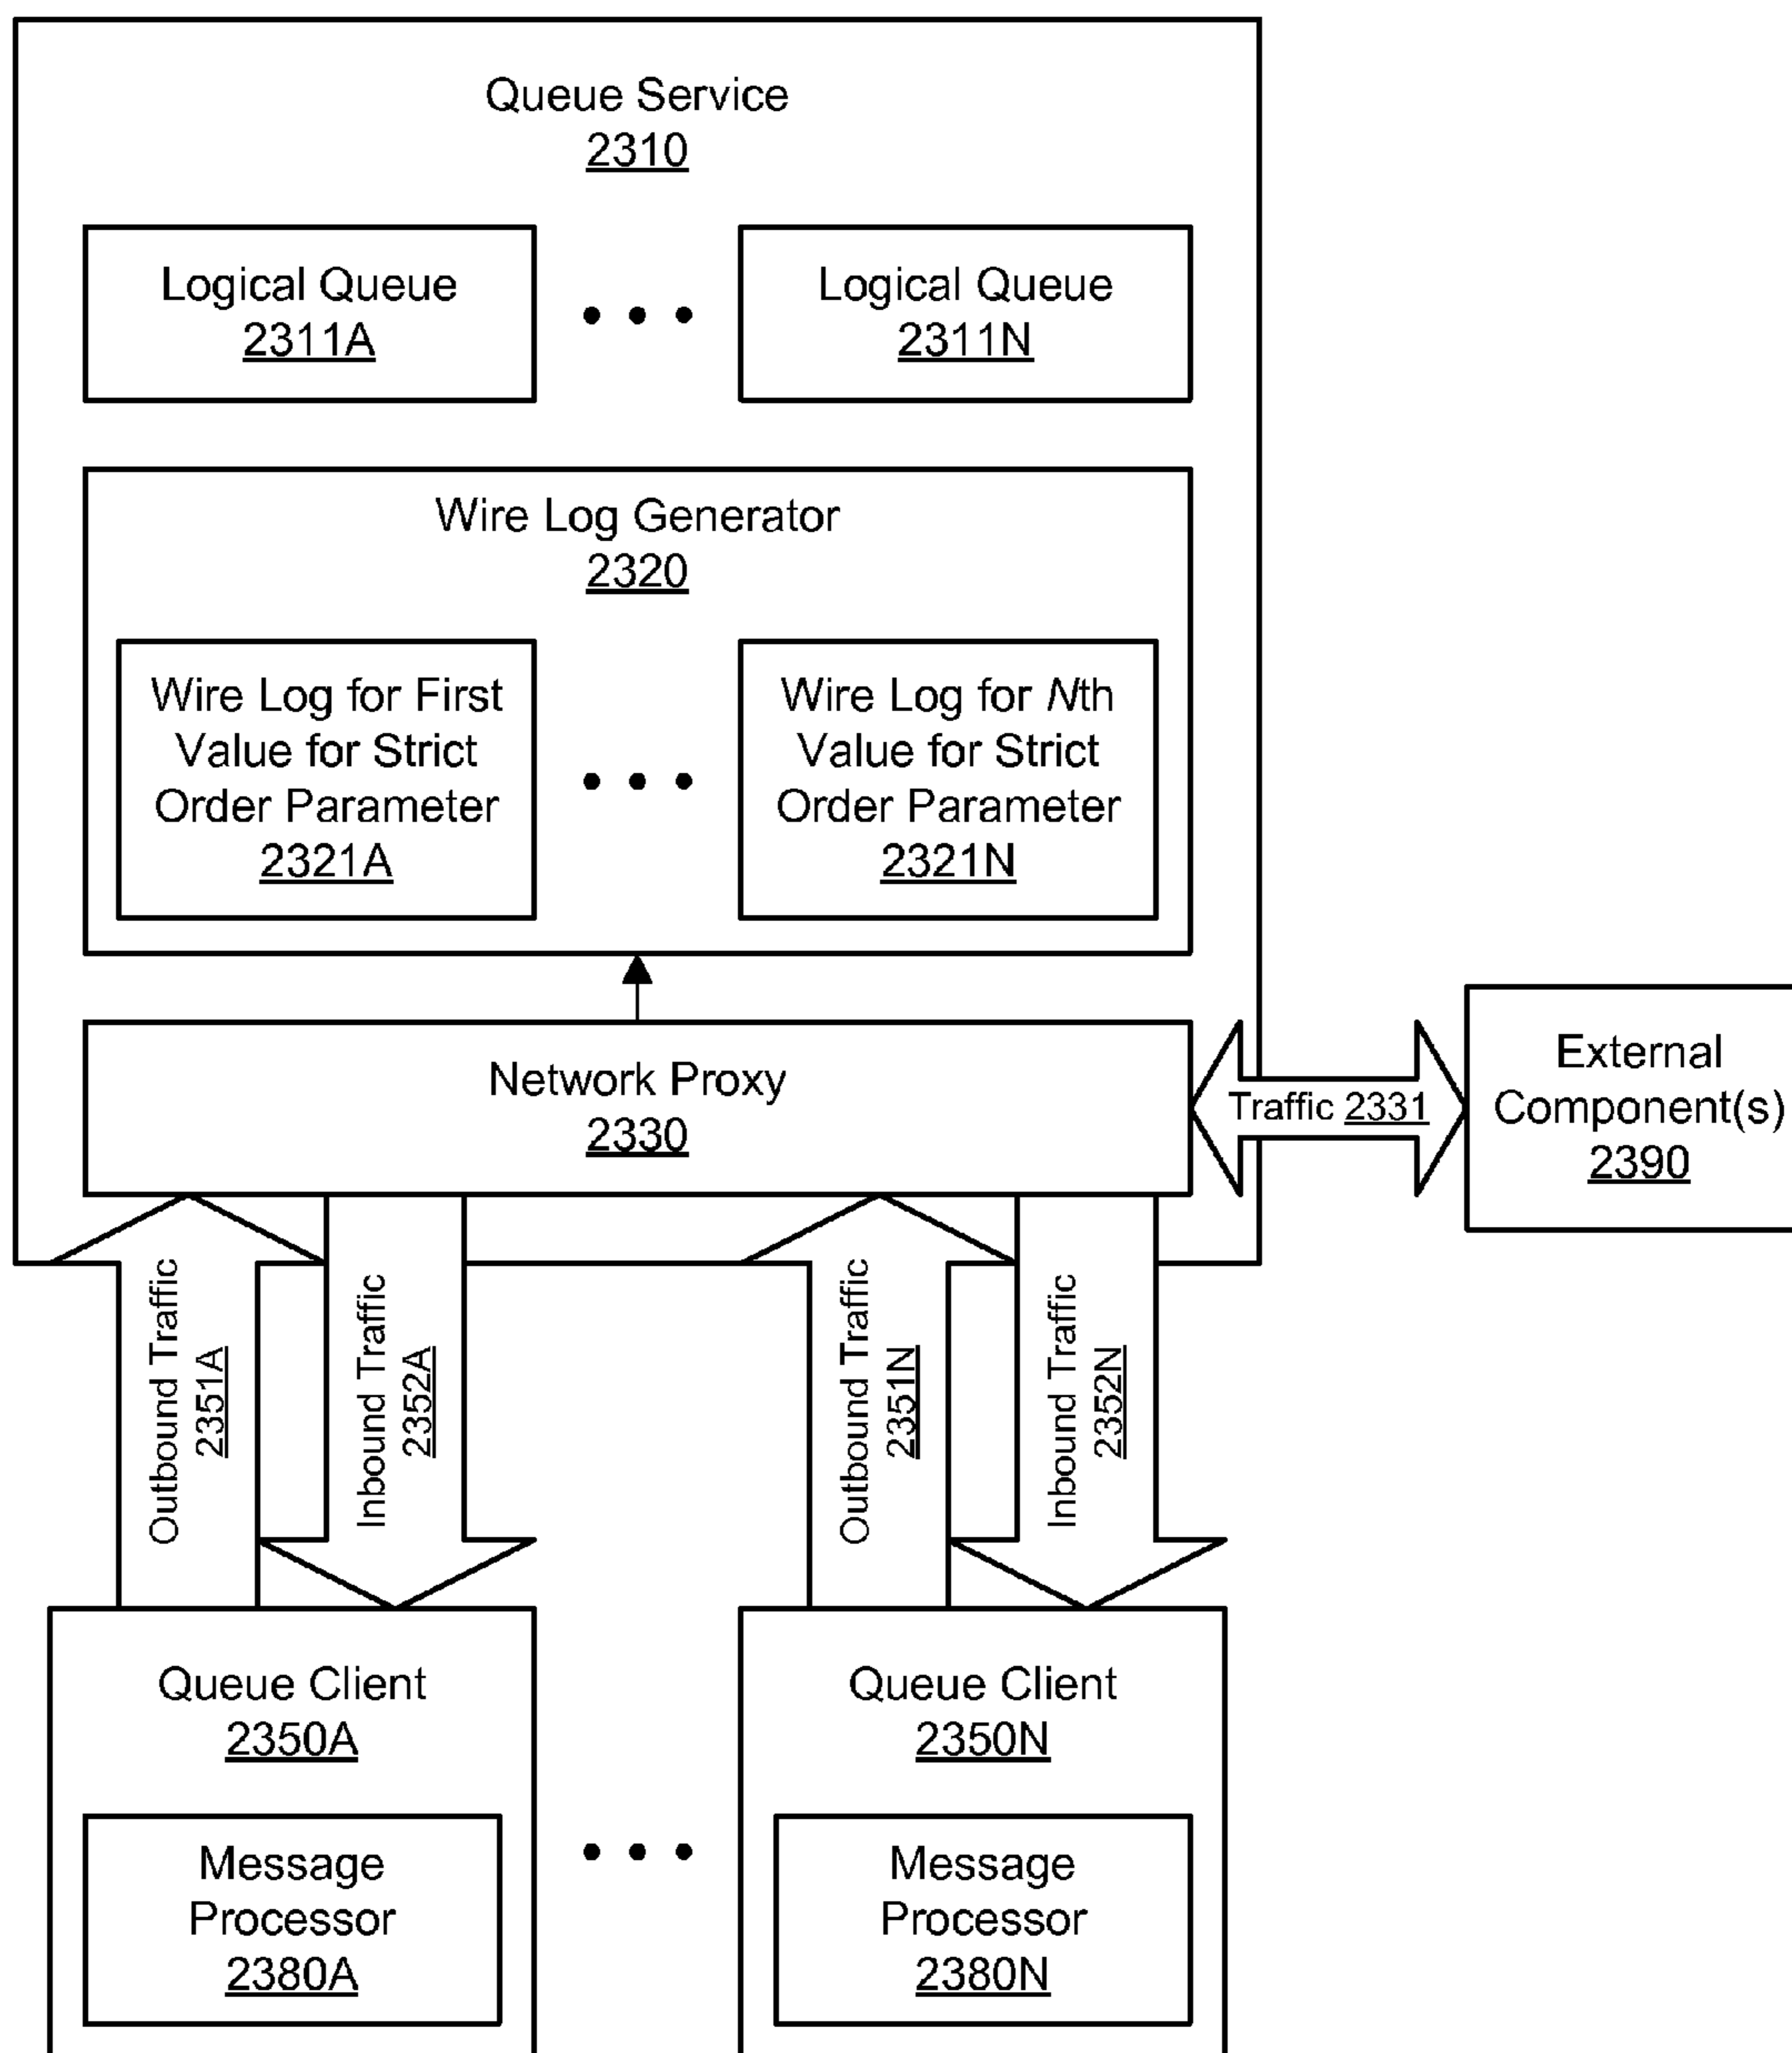 Queue Service
2310
Logical Queue
2311A
Logical Queue
2311N
Wire Log Generator
2320
Wire Log for First
Value for Strict
Order Parameter
2321A
Wire Log for Nth
Value for Strict
Order Parameter
2321N
Network Proxy
2330
Traffic 2331
External
Component(s)
2390
Outbound Traffic
2351A
Inbound Traffic
2352A
Outbound Traffic
2351N
Inbound Traffic
2352N
Queue Client
2350A
Message
Processor
2380A
Queue Client
2350N
Message
Processor
2380N